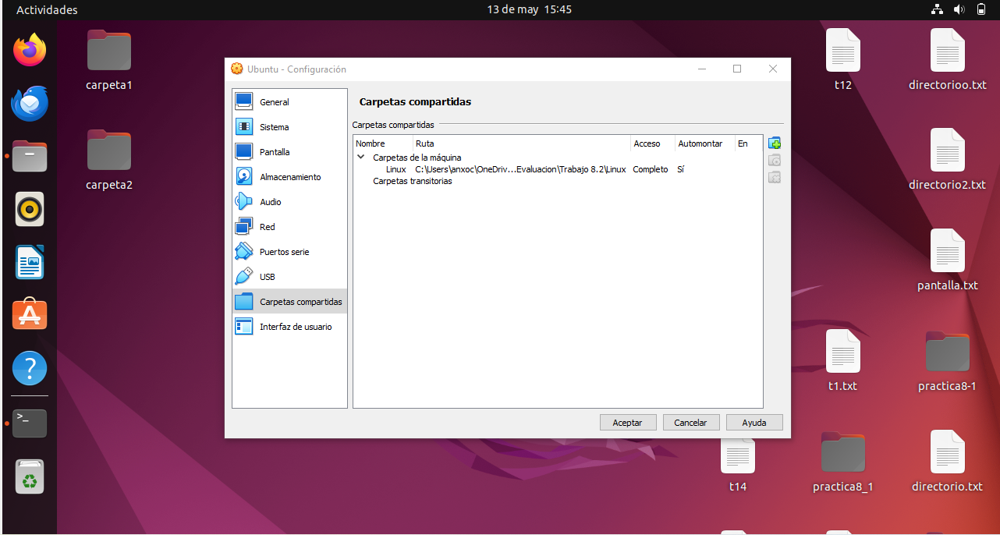 Actividades
13 de may 15:45
carpeta1
carpeta2
t12
directorioo.txt
directorio2.txt
pantalla.txt
t1.txt
practica8-1
t14
practica8_1
directorio.txt
Ubuntu - Configuración
General
Sistema
Pantalla
Almacenamiento
Audio
Red
Puertos serie
USB
Carpetas compartidas
Interfaz de usuario
Carpetas compartidas
Carpetas compartidas
Nombre Ruta Acceso Automontar En
Carpetas de la máquina
Linux C:\Users\anxoc\OneDriv...Evaluacion\Trabajo 8.2\Linux Completo Sí
Carpetas transitorias
Aceptar Cancelar Ayuda